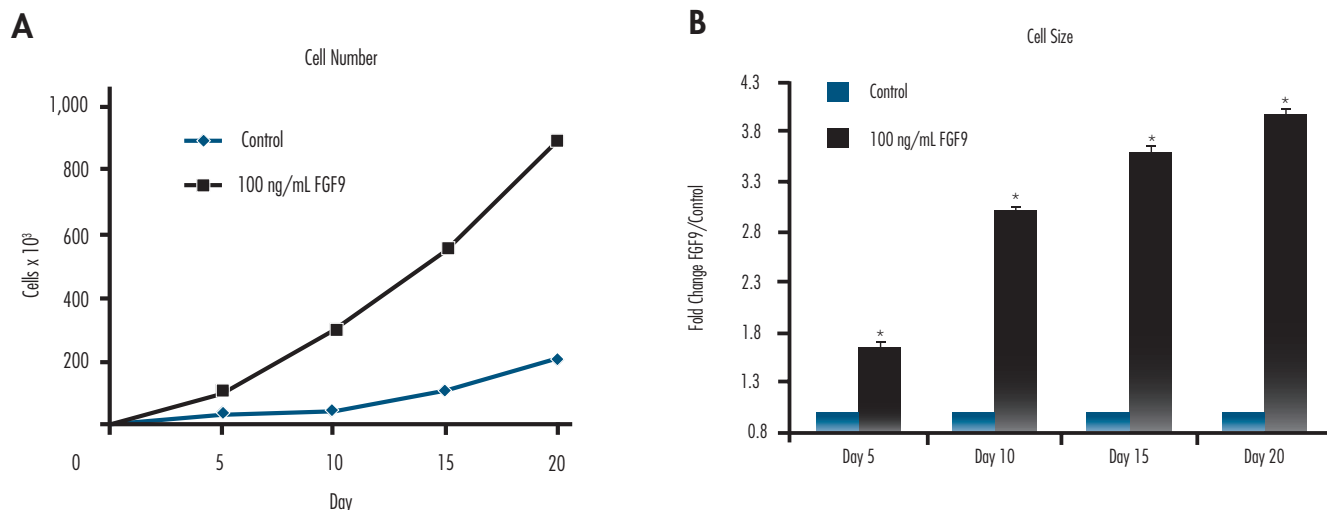 A
Cell Number
1,000
800
600
400
200
0
5
10
15
20
Cells x 10³
Day
Control
100 ng/mL FGF9
B
Cell Size
4.3
3.8
3.3
2.8
2.3
1.8
1.3
0.8
Fold Change FGF9/Control
Control
100 ng/mL FGF9
*
*
*
*
Day 5
Day 10
Day 15
Day 20